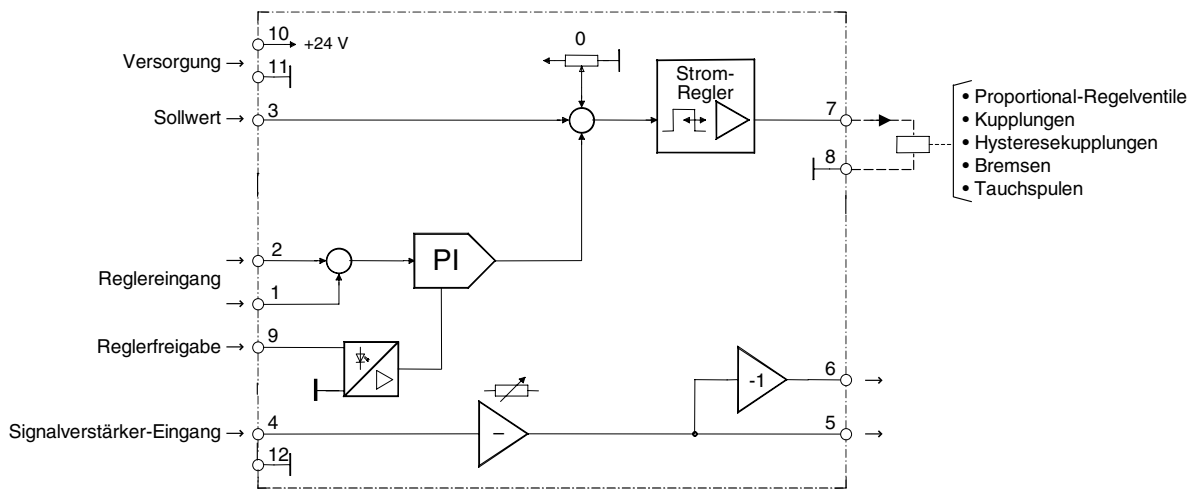 10
+24 V
Versorgung →
11
0
Strom-
Regler
Sollwert →
3
7
8
• Proportional-Regelventile
• Kupplungen
• Hysteresekupplungen
• Bremsen
• Tauchspulen
→
2
PI
Reglereingang
→
1
Reglerfreigabe →
9
-1
6 →
Signalverstärker-Eingang →
4
–
5 →
12